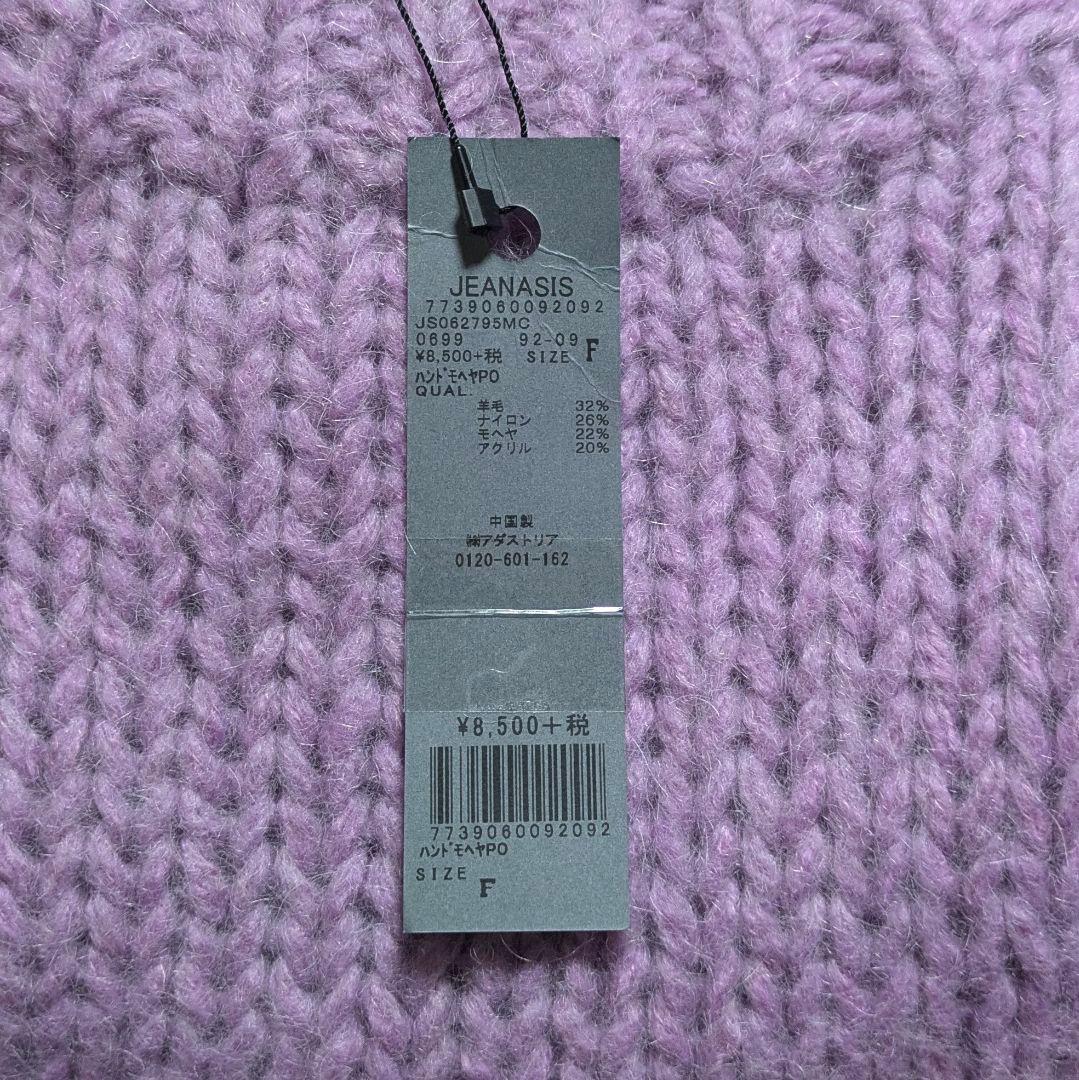 JEANASIS
7739060092092
JS062795MC
0699 92-09
¥8,500+税 SIZE F
ﾊﾝﾄﾞﾓﾍﾔPO
QUAL.
羊毛 32%
ナイロン 26%
モヘヤ 22%
アクリル 20%
中国製
㈱アダストリア
0120-601-162
¥8,500+税
7739060092092
ﾊﾝﾄﾞﾓﾍﾔPO
SIZE F